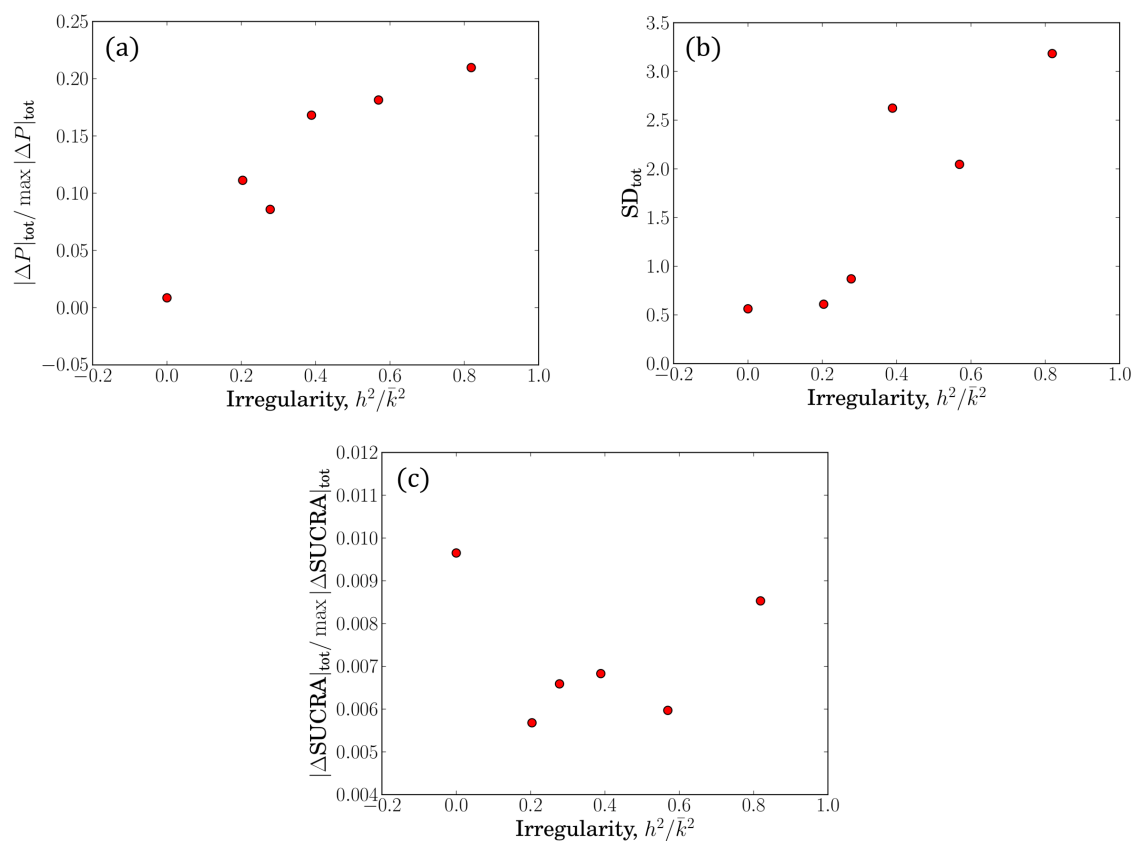 (a)
|ΔP|tot/ max |ΔP|tot
0.25
0.20
0.15
0.10
0.05
0.00
−0.05
−0.2 0.0 0.2 0.4 0.6 0.8 1.0
Irregularity, h²/k̄²
(b)
SDtot
3.5
3.0
2.5
2.0
1.5
1.0
0.5
0.0
−0.2 0.0 0.2 0.4 0.6 0.8 1.0
Irregularity, h²/k̄²
(c)
|ΔSUCRA|tot/ max |ΔSUCRA|tot
0.012
0.011
0.010
0.009
0.008
0.007
0.006
0.005
0.004
−0.2 0.0 0.2 0.4 0.6 0.8 1.0
Irregularity, h²/k̄²